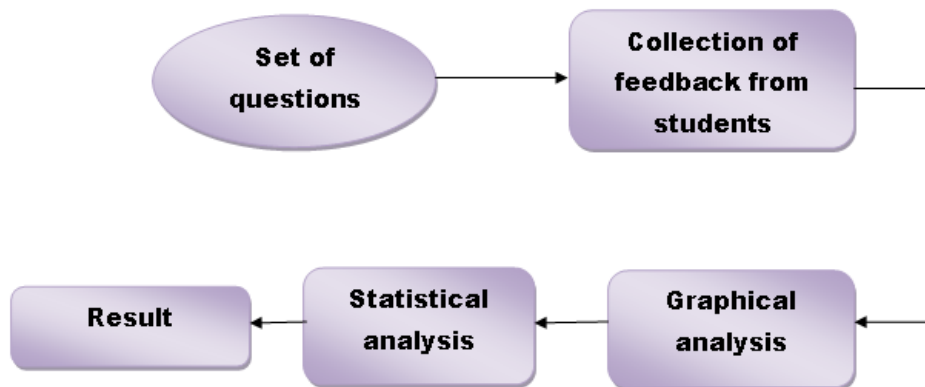 Set of
questions
Collection of
feedback from
students
Graphical
analysis
Statistical
analysis
Result